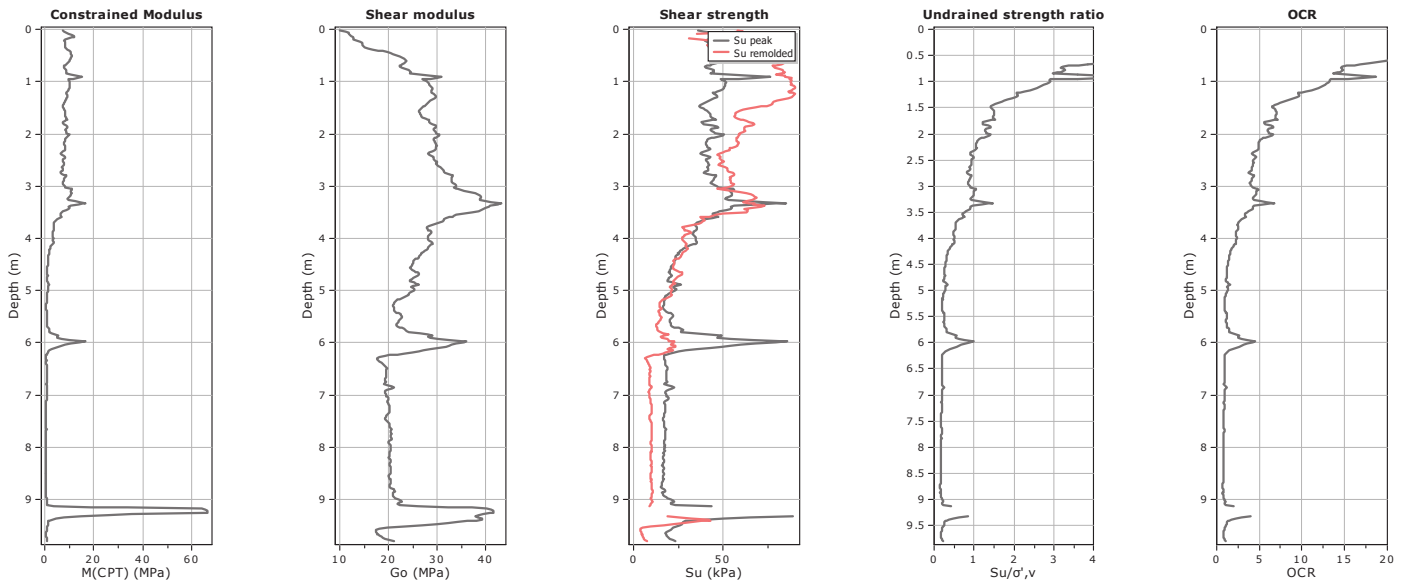 Constrained Modulus
0
1
2
3
4
5
6
7
8
9
Depth (m)
0 20 40 60
M(CPT) (MPa)
Shear modulus
0
1
2
3
4
5
6
7
8
9
Depth (m)
10 20 30 40
Go (MPa)
Shear strength
Su peak
Su remolded
0
1
2
3
4
5
6
7
8
9
Depth (m)
0 50
Su (kPa)
Undrained strength ratio
0
0.5
1
1.5
2
2.5
3
3.5
4
4.5
5
5.5
6
6.5
7
7.5
8
8.5
9
9.5
Depth (m)
0 1 2 3 4
Su/σ',v
OCR
0
1
2
3
4
5
6
7
8
9
Depth (m)
0 5 10 15 20
OCR